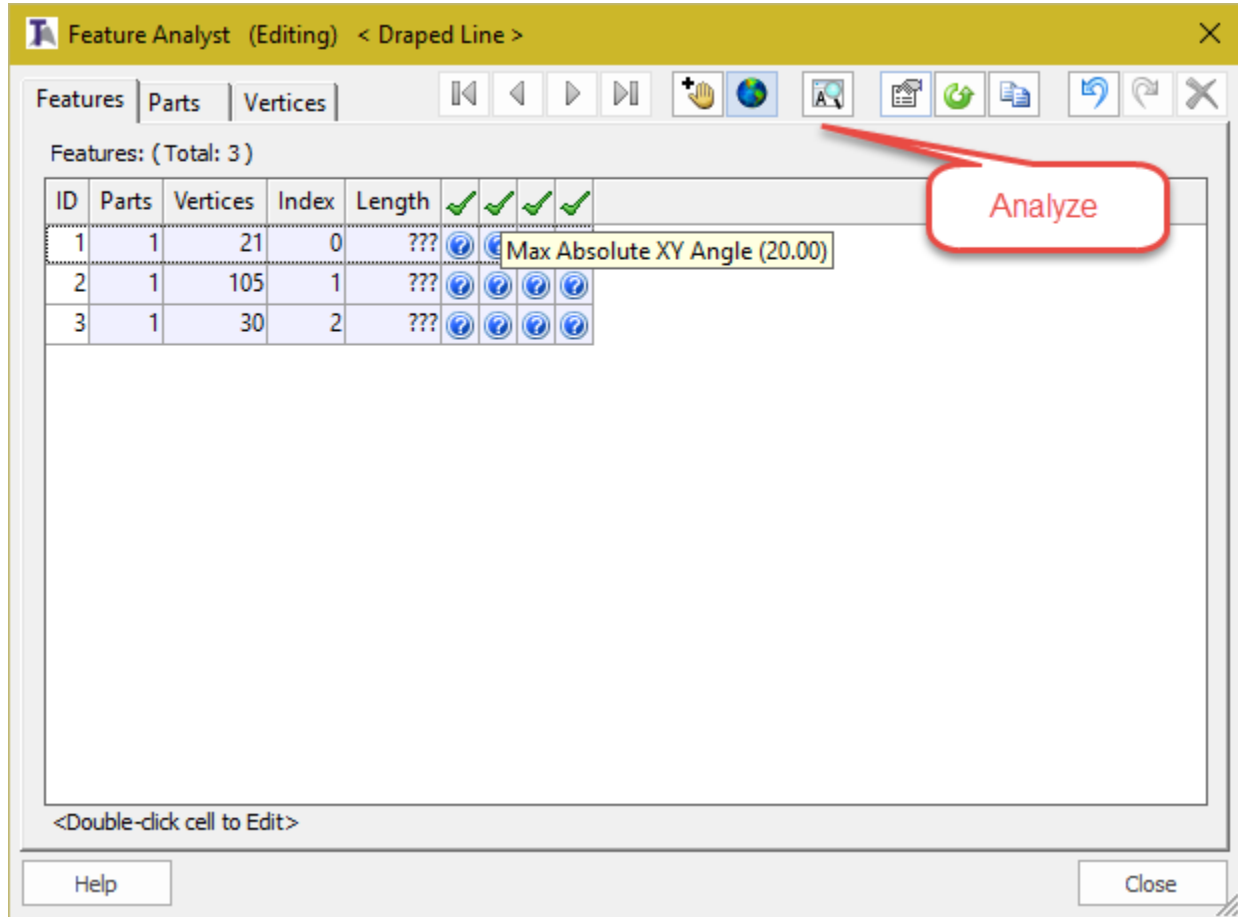 Feature Analyst (Editing) < Draped Line >
Features Parts Vertices
Features: ( Total: 3 )
ID Parts Vertices Index Length
Analyze
1 1 21 0 ???
Max Absolute XY Angle (20.00)
2 1 105 1 ???
3 1 30 2 ???
<Double-click cell to Edit>
Help Close